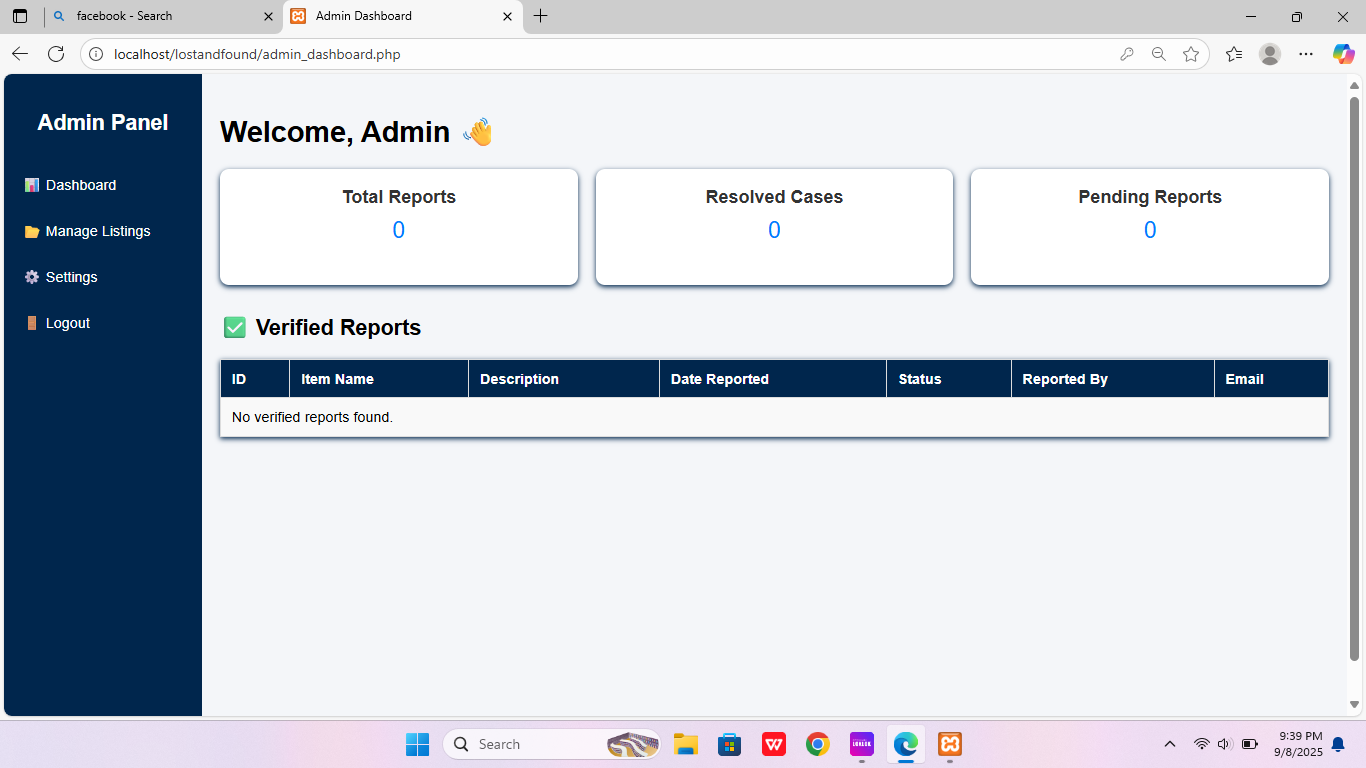 facebook - Search
Admin Dashboard
localhost/lostandfound/admin_dashboard.php
Admin Panel
Dashboard
Manage Listings
Settings
Logout
Welcome, Admin 👋
Total Reports
0
Resolved Cases
0
Pending Reports
0
✅ Verified Reports
ID Item Name Description Date Reported Status Reported By Email
No verified reports found.
Search
9:39 PM
9/8/2025